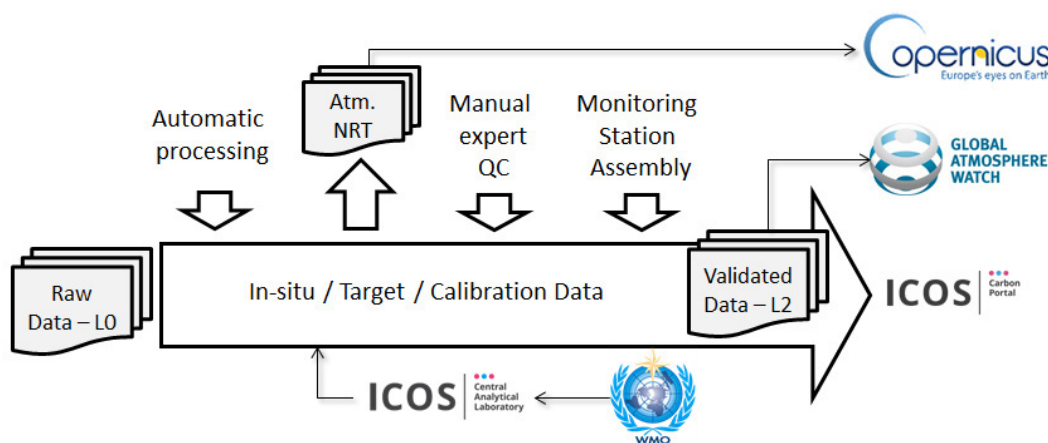 Copernicus
Europe's eyes on Earth
Atm.
NRT
Automatic
processing
Manual
expert
QC
Monitoring
Station
Assembly
GLOBAL
ATMOSPHERE
WATCH
Raw
Data – L0
In-situ / Target / Calibration Data
Validated
Data – L2
ICOS
Carbon
Portal
ICOS
Central
Analytical
Laboratory
WMO